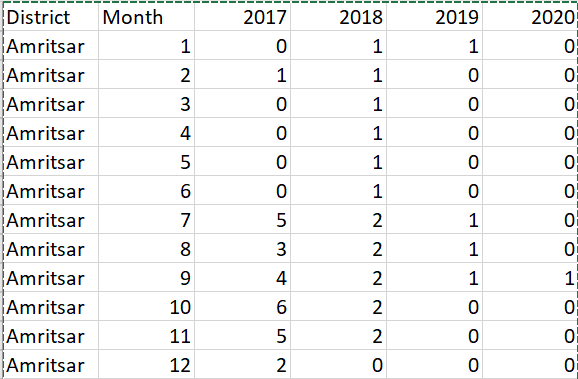 District Month 2017 2018 2019 2020
Amritsar 1 0 1 1 0
Amritsar 2 1 1 0 0
Amritsar 3 0 1 0 0
Amritsar 4 0 1 0 0
Amritsar 5 0 1 0 0
Amritsar 6 0 1 0 0
Amritsar 7 5 2 1 0
Amritsar 8 3 2 1 0
Amritsar 9 4 2 1 1
Amritsar 10 6 2 0 0
Amritsar 11 5 2 0 0
Amritsar 12 2 0 0 0